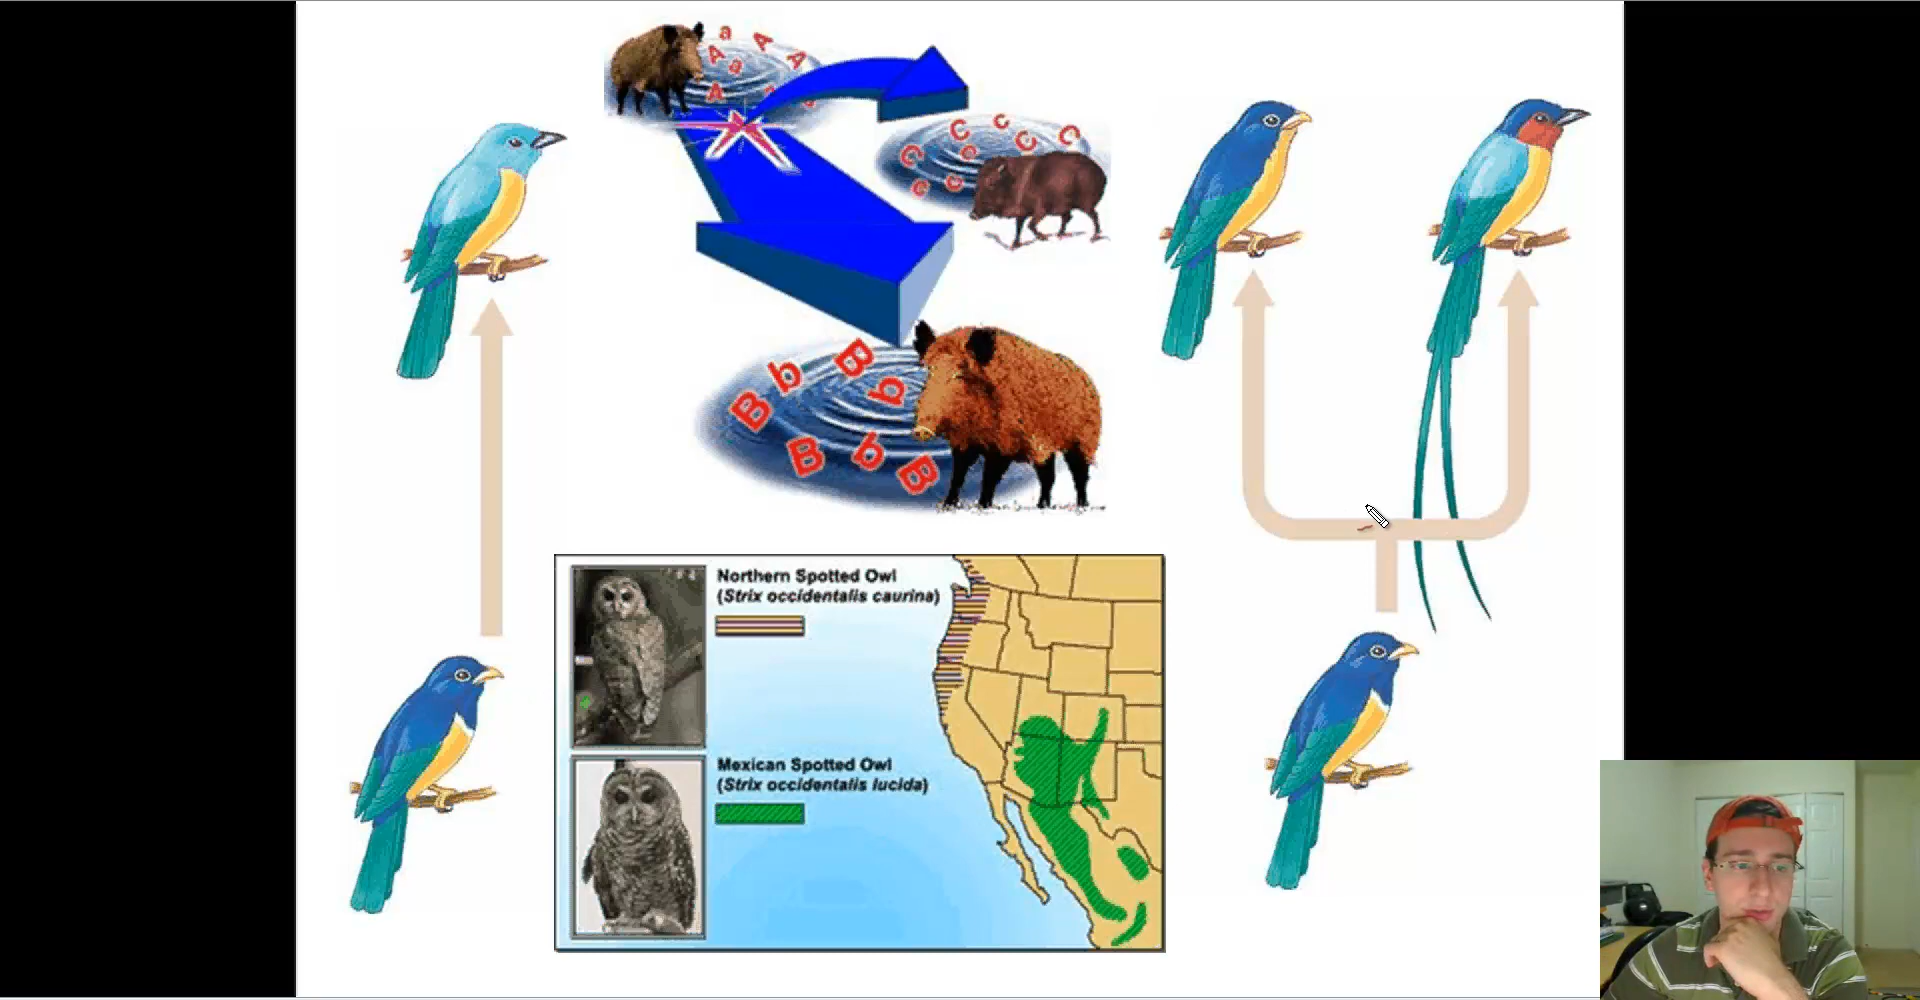 a
A
A
a
A
A
C
c
C
C
C
c
C
c
c
B
b
B
b
B
b
B
Northern Spotted Owl
(Strix occidentalis caurina)
Mexican Spotted Owl
(Strix occidentalis lucida)